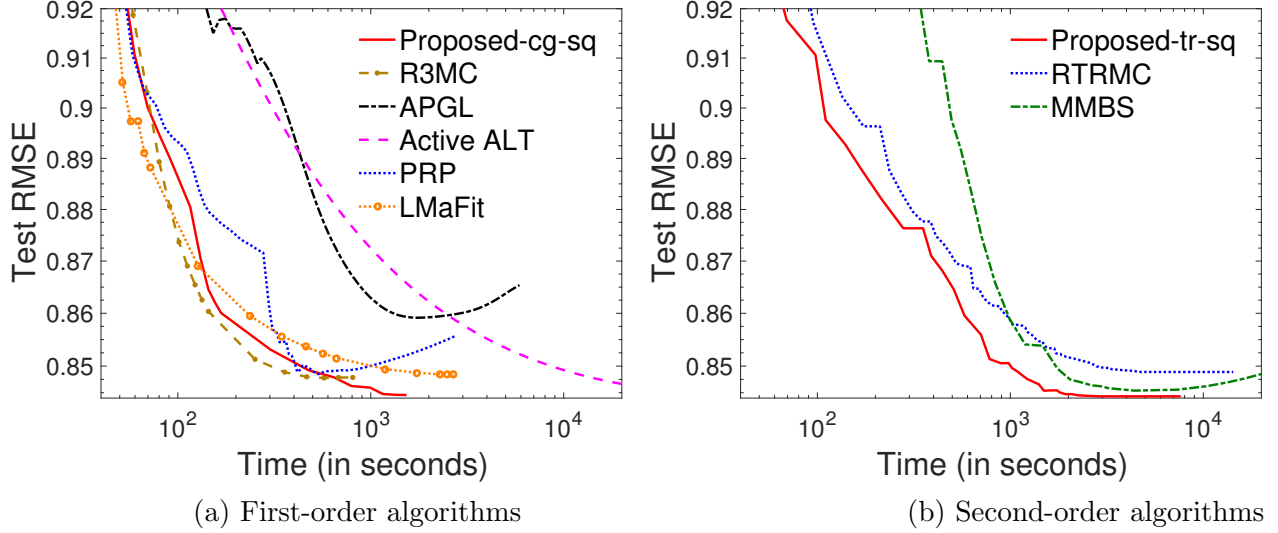 0.92
0.91
0.9
0.89
0.88
0.87
0.86
0.85
Test RMSE
10^2
10^3
10^4
Time (in seconds)
Proposed-cg-sq
R3MC
APGL
Active ALT
PRP
LMaFit
(a) First-order algorithms
0.92
0.91
0.9
0.89
0.88
0.87
0.86
0.85
Test RMSE
10^2
10^3
10^4
Time (in seconds)
Proposed-tr-sq
RTRMC
MMBS
(b) Second-order algorithms